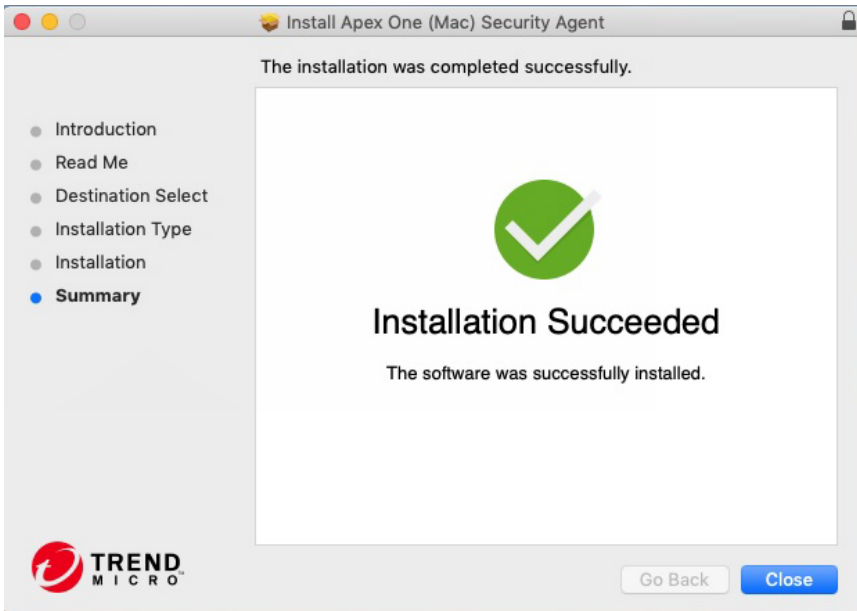 Install Apex One (Mac) Security Agent
The installation was completed successfully.
Introduction
Read Me
Destination Select
Installation Type
Installation
Summary
Installation Succeeded
The software was successfully installed.
TREND
MICRO™
Go Back
Close